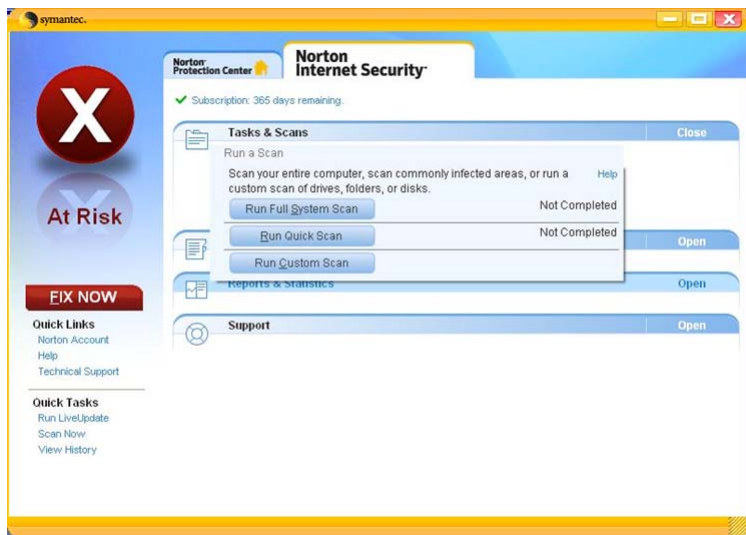 symantec.
Norton
Protection Center
Norton
Internet Security
Subscription: 365 days remaining.
X
At Risk
FIX NOW
Quick Links
Norton Account
Help
Technical Support
Quick Tasks
Run LiveUpdate
Scan Now
View History
Tasks & Scans
Close
Run a Scan
Scan your entire computer, scan commonly infected areas, or run a
custom scan of drives, folders, or disks.
Help
Run Full System Scan
Not Completed
Run Quick Scan
Not Completed
Run Custom Scan
Open
Reports & Statistics
Open
Support
Open